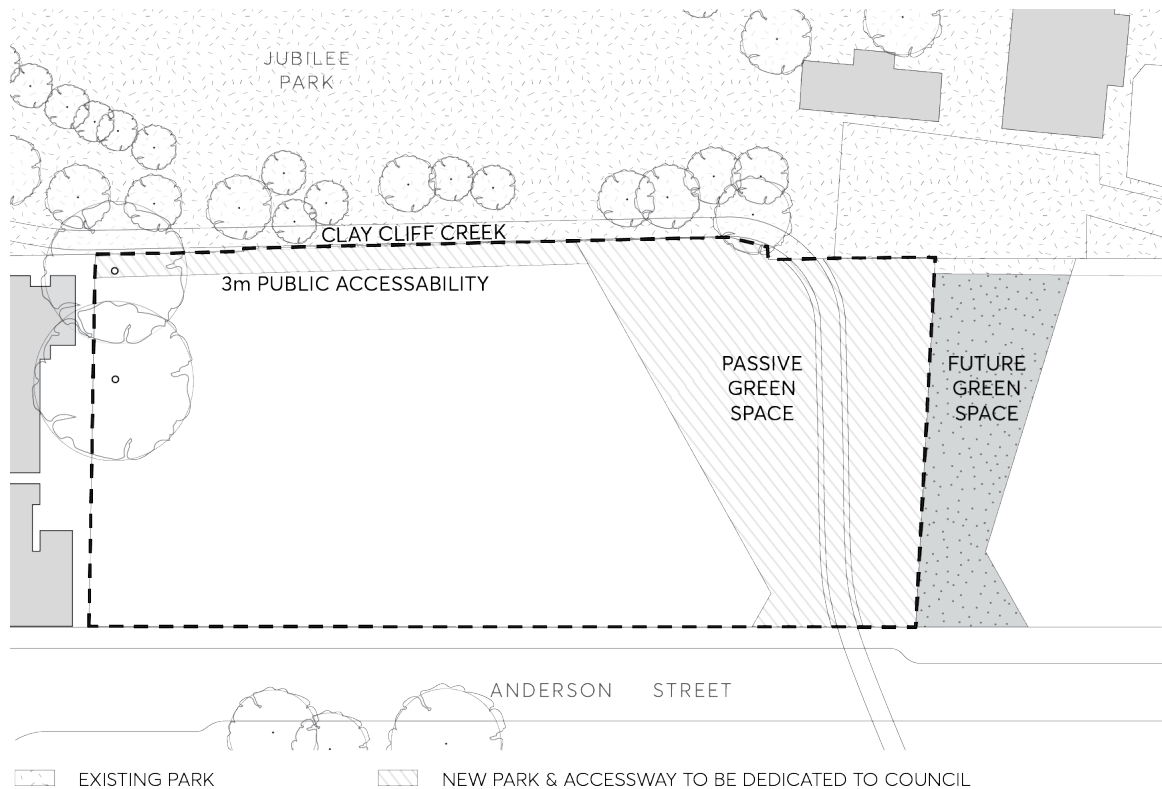 JUBILEE
PARK
CLAY CLIFF CREEK
3m PUBLIC ACCESSABILITY
PASSIVE
GREEN
SPACE
FUTURE
GREEN
SPACE
ANDERSON STREET
EXISTING PARK
NEW PARK & ACCESSWAY TO BE DEDICATED TO COUNCIL